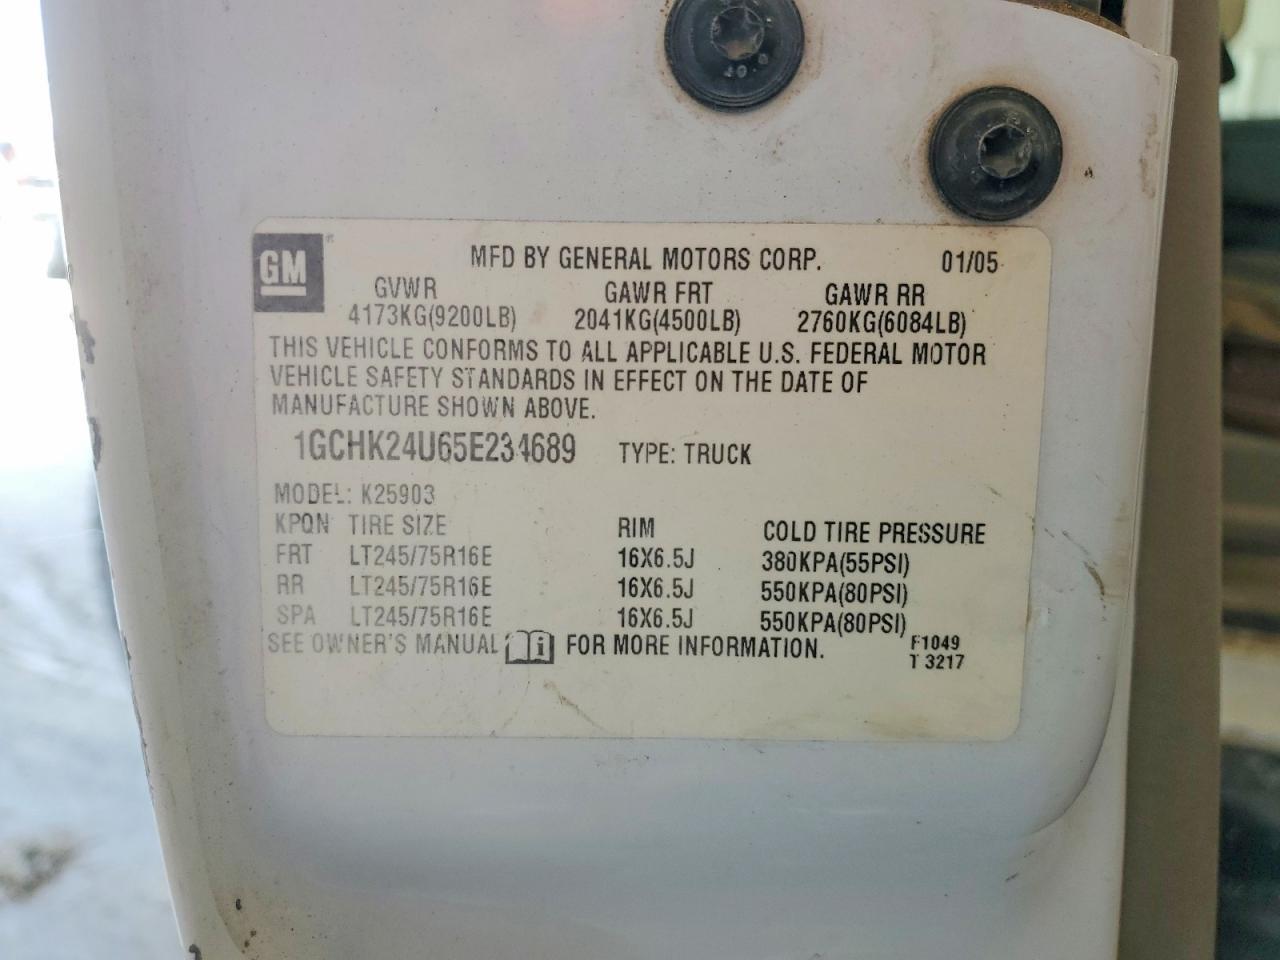 GM
MFD BY GENERAL MOTORS CORP. 01/05
GVWR GAWR FRT GAWR RR
4173KG(9200LB) 2041KG(4500LB) 2760KG(6084LB)
THIS VEHICLE CONFORMS TO ALL APPLICABLE U.S. FEDERAL MOTOR
VEHICLE SAFETY STANDARDS IN EFFECT ON THE DATE OF
MANUFACTURE SHOWN ABOVE.
1GCHK24U65E234689 TYPE: TRUCK
MODEL: K25903
KPQN TIRE SIZE RIM COLD TIRE PRESSURE
FRT LT245/75R16E 16X6.5J 380KPA(55PSI)
RR LT245/75R16E 16X6.5J 550KPA(80PSI)
SPA LT245/75R16E 16X6.5J 550KPA(80PSI)
SEE OWNER'S MANUAL i FOR MORE INFORMATION. F1049
T 3217